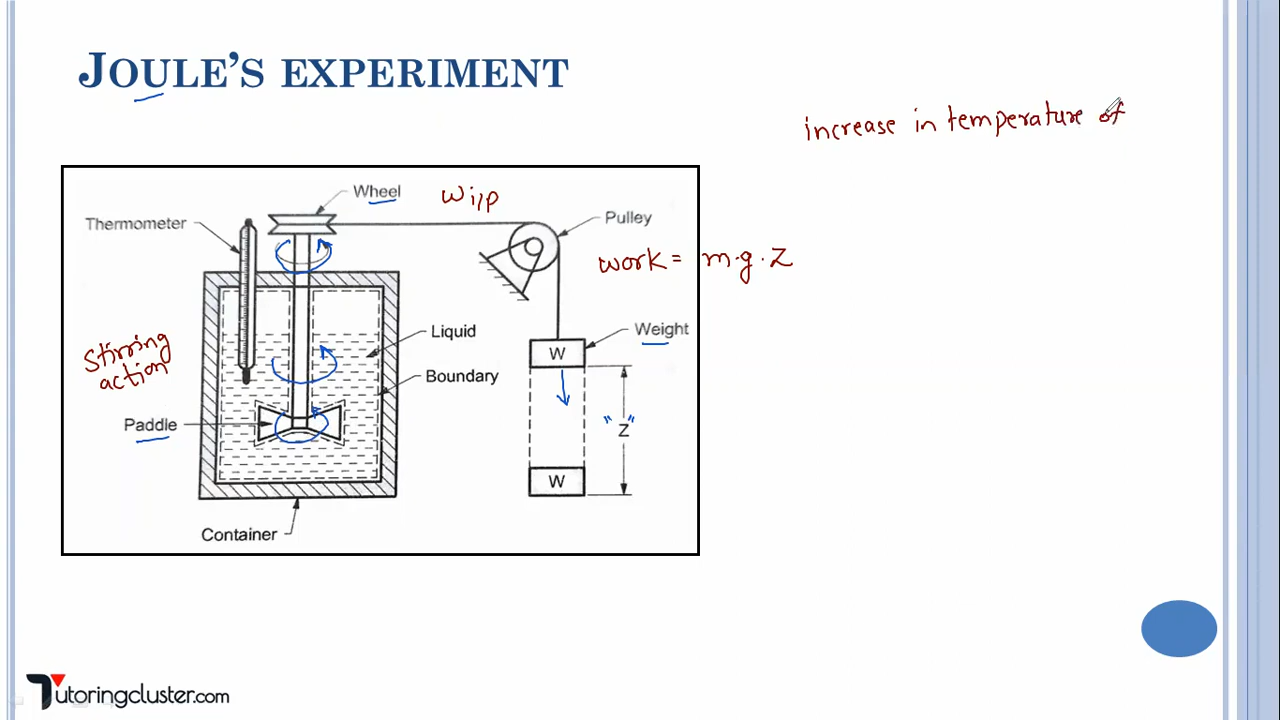 JOULE'S EXPERIMENT
increase in temperature of
Wheel
W i/p
Thermometer
Pulley
work = m.g.z
Liquid
Weight
Stirring
action
W
Boundary
Paddle
"Z"
W
Container
Tutoringcluster.com